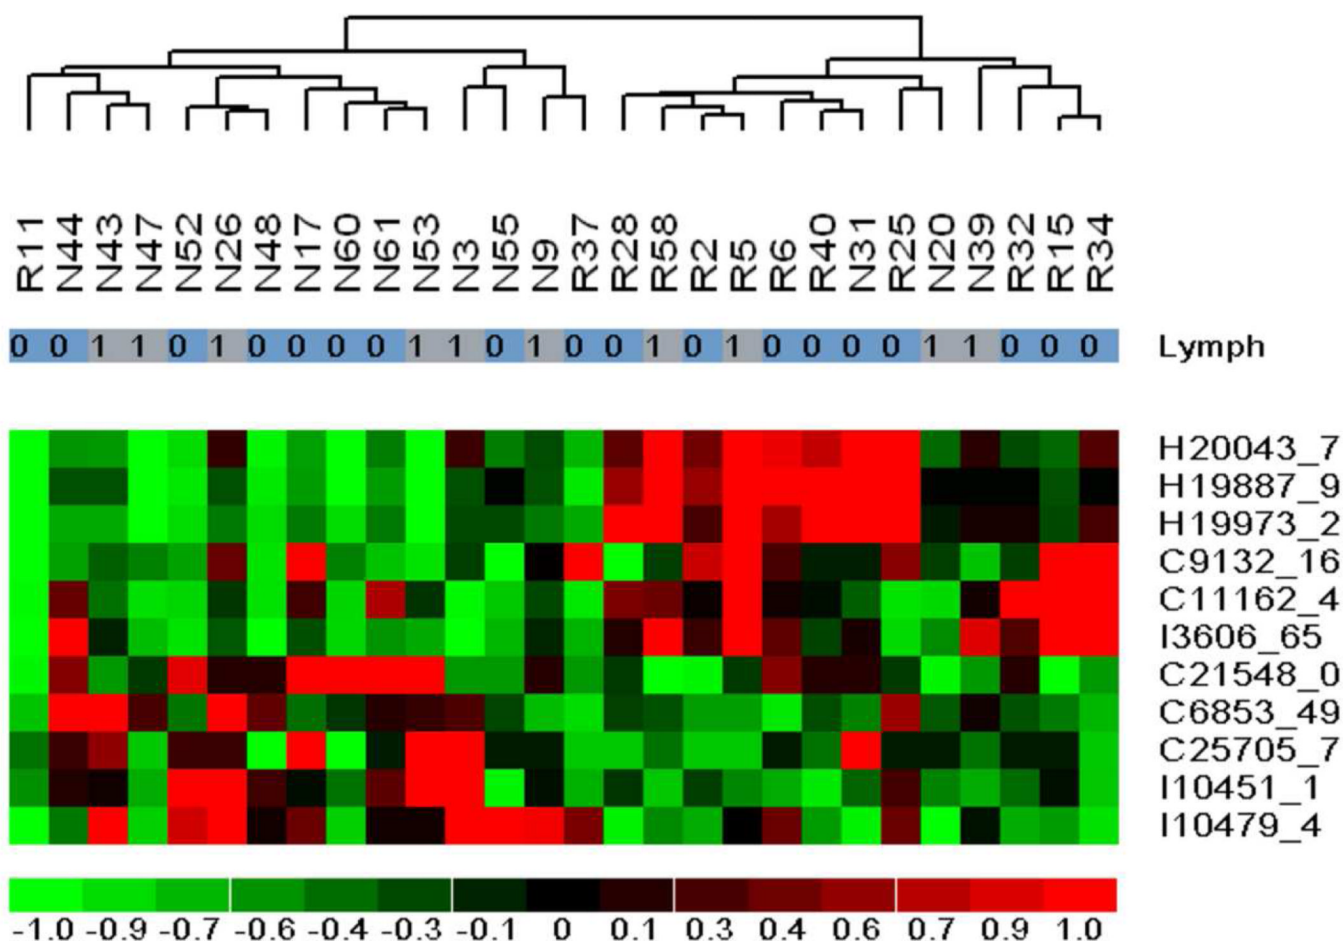 R11 N44 N43 N47 N52 N26 N48 N17 N60 N61 N53 N3 N55 N9 R37 R28 R58 R2 R5 R6 R40 N31 R25 N20 N39 R32 R15 R34
0 0 1 1 0 1 0 0 0 0 1 1 0 1 0 0 1 0 1 0 0 0 0 1 1 0 0 0 Lymph
H20043_7
H19887_9
H19973_2
C9132_16
C11162_4
I3606_65
C21548_0
C6853_49
C25705_7
I10451_1
I10479_4
-1.0 -0.9 -0.7 -0.6 -0.4 -0.3 -0.1 0 0.1 0.3 0.4 0.6 0.7 0.9 1.0